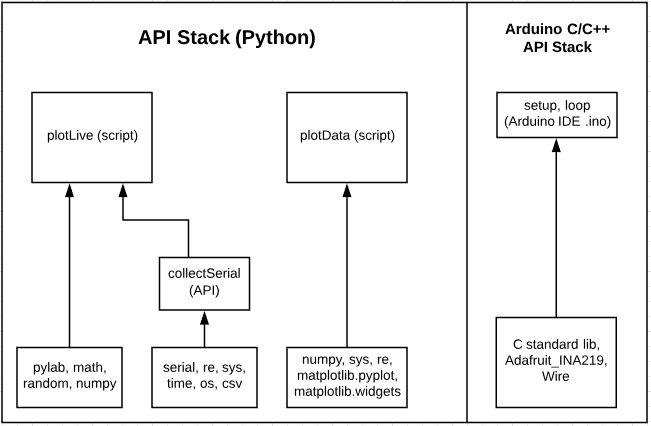 API Stack (Python)
Arduino C/C++
API Stack
plotLive (script)
plotData (script)
setup, loop
(Arduino IDE .ino)
collectSerial
(API)
pylab, math,
random, numpy
serial, re, sys,
time, os, csv
numpy, sys, re,
matplotlib.pyplot,
matplotlib.widgets
C standard lib,
Adafruit_INA219,
Wire